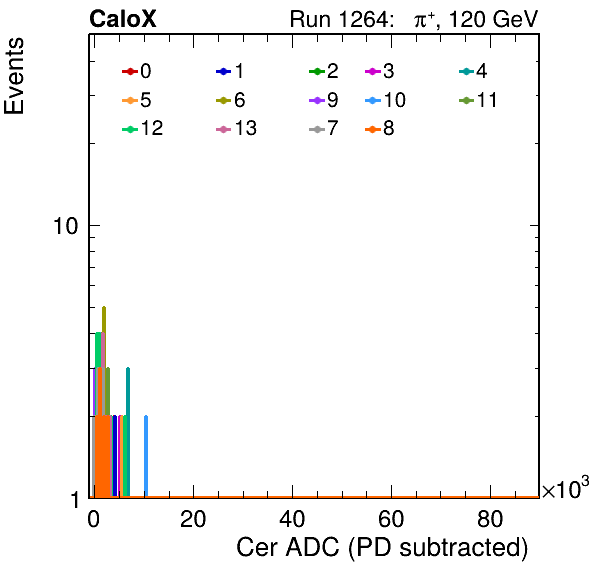 CaloX Run 1264: π+, 120 GeV
Events
0 1 2 3 4
5 6 9 10 11
12 13 7 8
10
1
0 20 40 60 80 ×10³
Cer ADC (PD subtracted)